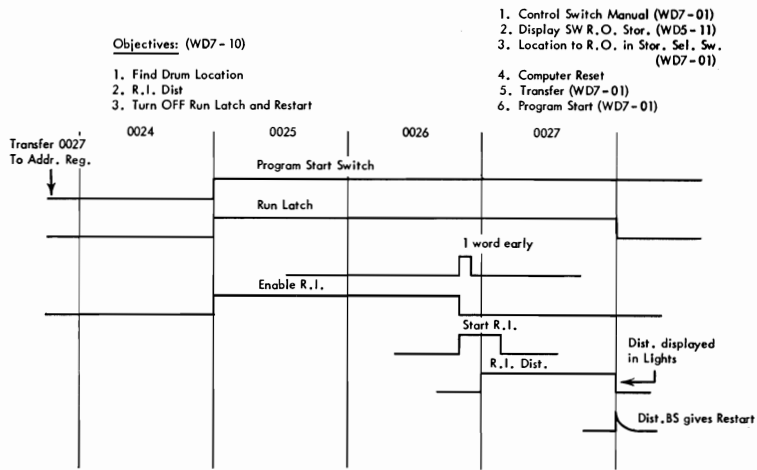 Objectives: (WD7-10)
1. Find Drum Location
2. R.I. Dist
3. Turn OFF Run Latch and Restart
1. Control Switch Manual (WD7-01)
2. Display SW R.O. Stor. (WD5-11)
3. Location to R.O. in Stor. Sel. Sw.
(WD7-01)
4. Computer Reset
5. Transfer (WD7-01)
6. Program Start (WD7-01)
0024 0025 0026 0027
Transfer 0027
To Addr. Reg.
Program Start Switch
Run Latch
1 word early
Enable R.I.
Start R.I.
R.I. Dist.
Dist. displayed
in Lights
Dist.BS gives Restart